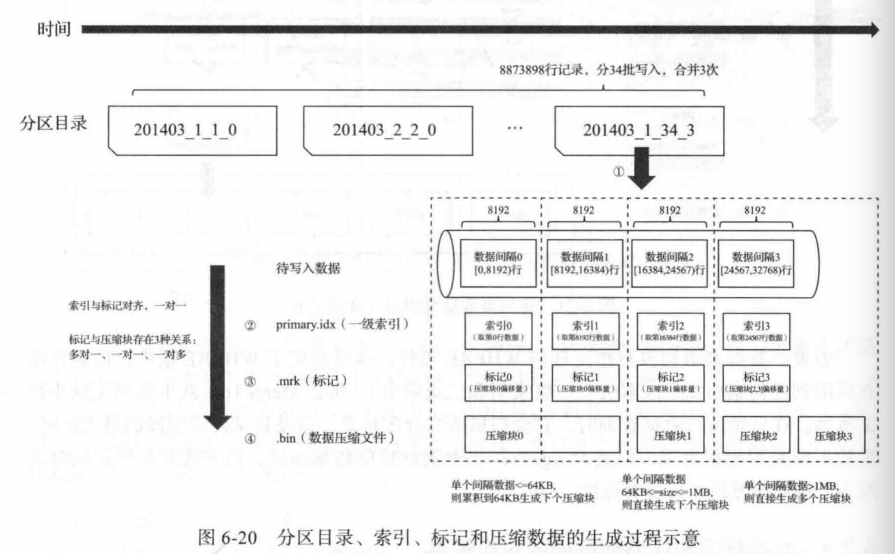 时间
8873898行记录，分34批写入，合并3次
分区目录
201403_1_1_0
201403_2_2_0
...
201403_1_34_3
①
8192
8192
8192
8192
待写入数据
数据间隔0
[0,8192)行
数据间隔1
[8192,16384)行
数据间隔2
[16384,24567)行
数据间隔3
[24567,32768)行
索引与标记对齐，一对一
标记与压缩块存在3种关系：
多对一、一对一、一对多
② primary.idx（一级索引）
索引0
（取第0行数据）
索引1
（取第8192行数据）
索引2
（取第16384行数据）
索引3
（取第24567行数据）
③ .mrk（标记）
标记0
（压缩块0偏移量）
标记1
（压缩块0偏移量）
标记2
（压缩块1偏移量）
标记3
（压缩块2,3偏移量）
④ .bin（数据压缩文件）
压缩块0
压缩块1
压缩块2
压缩块3
单个间隔数据<=64KB，
则累积到64KB生成下个压缩块
单个间隔数据
64KB<=size<=1MB，
则直接生成下个压缩块
单个间隔数据>1MB，
则直接生成多个压缩块
图 6-20 分区目录、索引、标记和压缩数据的生成过程示意